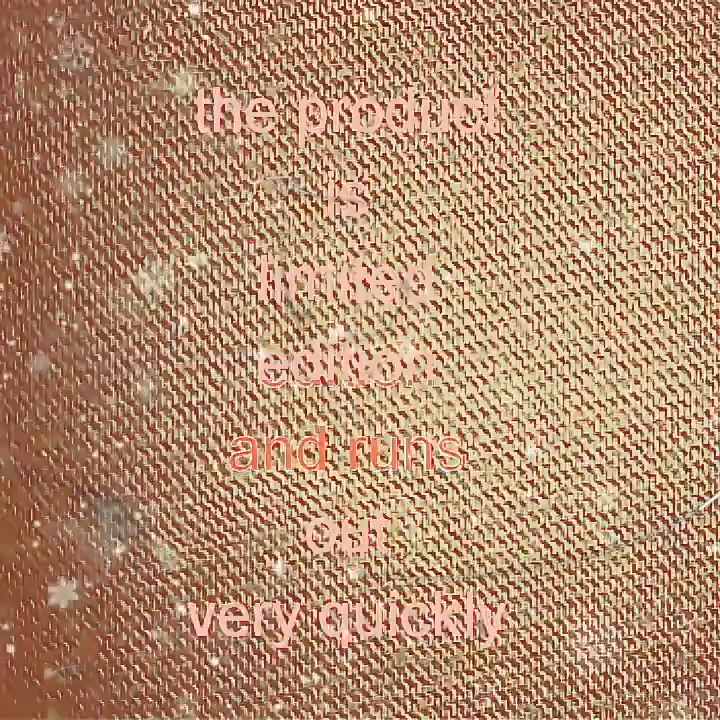 the product
is
limited
edition
and runs
out
very quickly